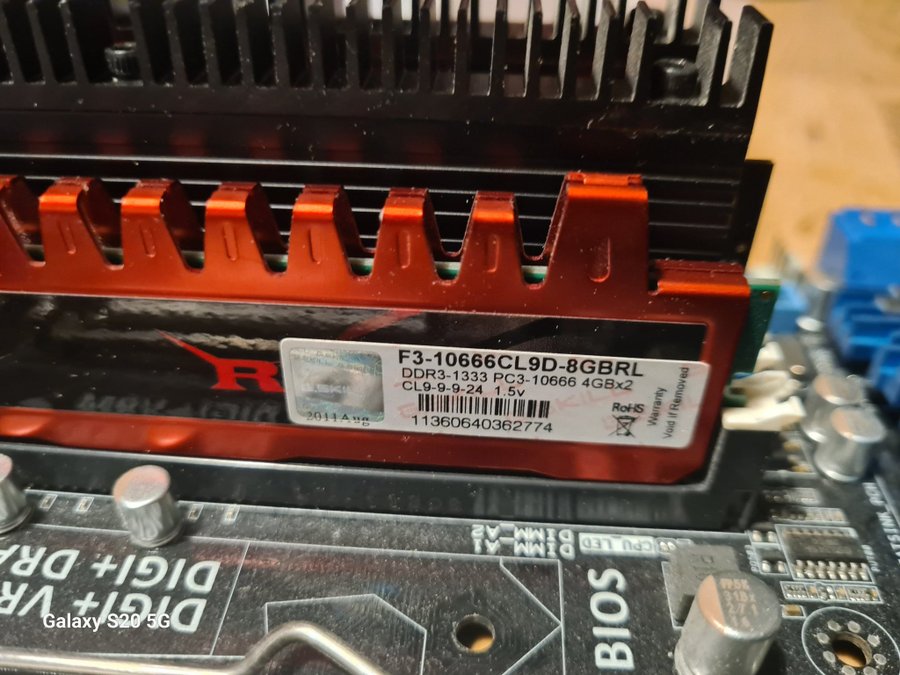 F3-10666CL9D-8GBRL
DDR3-1333 PC3-10666 4GBx2
CL9-9-9-24 1.5v
11360640362774
RoHS
Warranty
Void if Removed
2011Aug
R
DIMM_A2
DIMM_A1
CPU_LED
DIGI+ VR
DIGI+ DRA
BIOS
Galaxy S20 5G